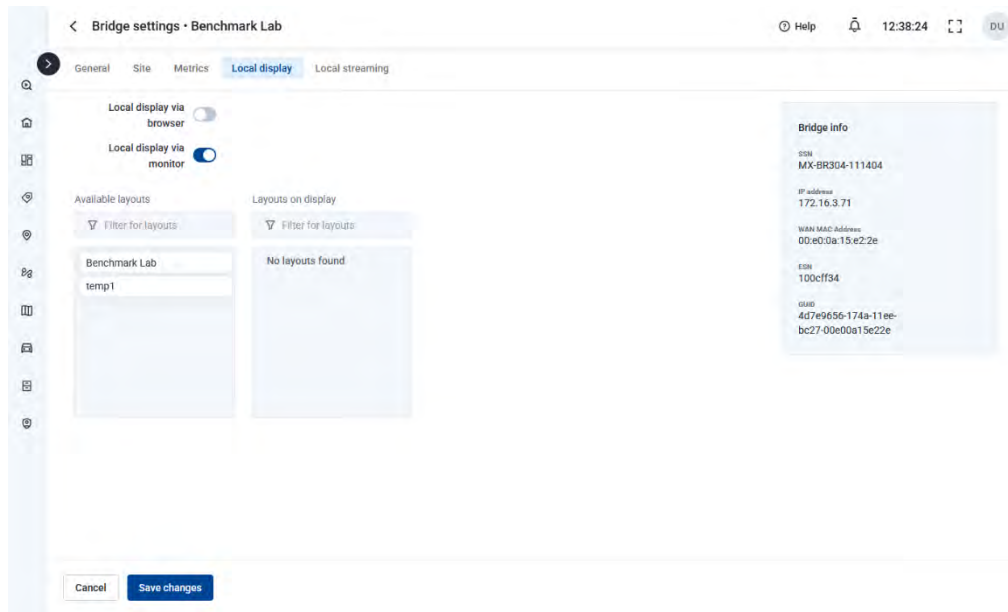 Bridge settings • Benchmark Lab
Help
12:38:24
DU
General Site Metrics Local display Local streaming
Local display via
browser
Local display via
monitor
Available layouts
Layouts on display
Filter for layouts
Filter for layouts
Benchmark Lab
temp1
No layouts found
Bridge info
SSN
MX-BR304-111404
IP address
172.16.3.71
WAN MAC Address
00:e0:0a:15:e2:2e
ESN
100cff34
GUID
4d7e9656-174a-11ee-
bc27-00e00a15e22e
Cancel
Save changes